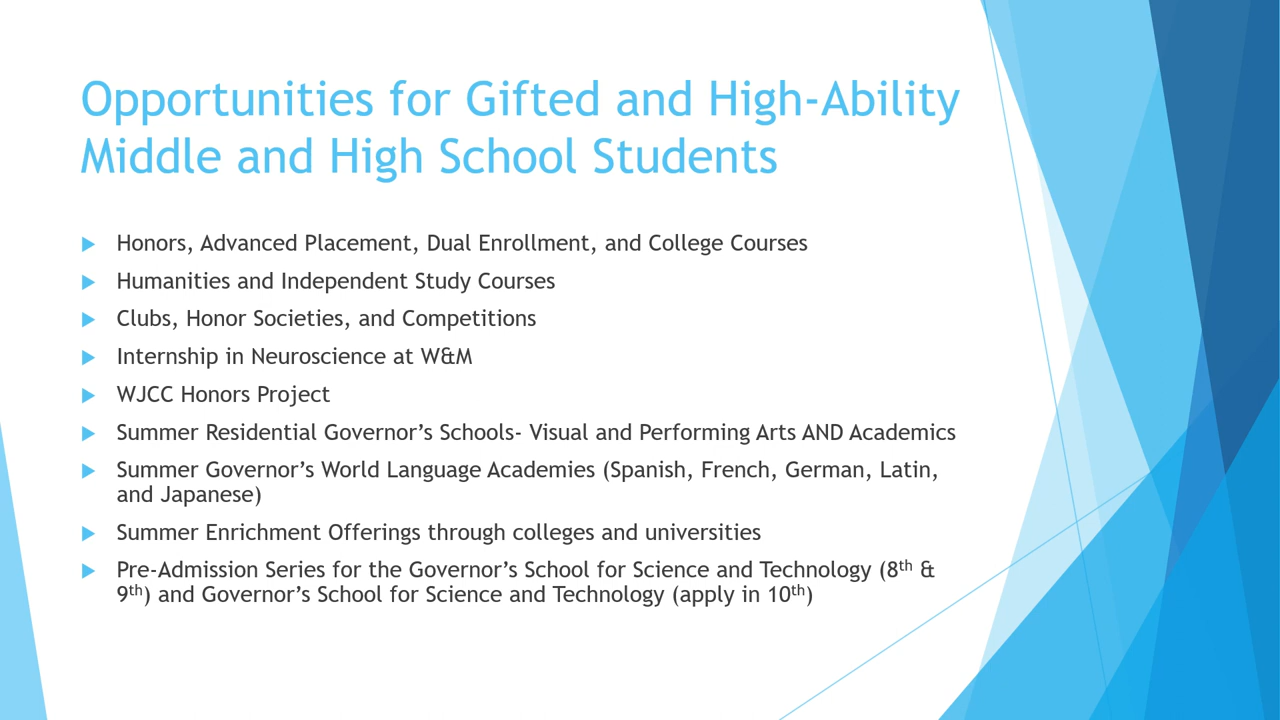 Opportunities for Gifted and High-Ability
Middle and High School Students
Honors, Advanced Placement, Dual Enrollment, and College Courses
Humanities and Independent Study Courses
Clubs, Honor Societies, and Competitions
Internship in Neuroscience at W&M
WJCC Honors Project
Summer Residential Governor’s Schools- Visual and Performing Arts AND Academics
Summer Governor’s World Language Academies (Spanish, French, German, Latin,
and Japanese)
Summer Enrichment Offerings through colleges and universities
Pre-Admission Series for the Governor’s School for Science and Technology (8th &
9th) and Governor’s School for Science and Technology (apply in 10th)